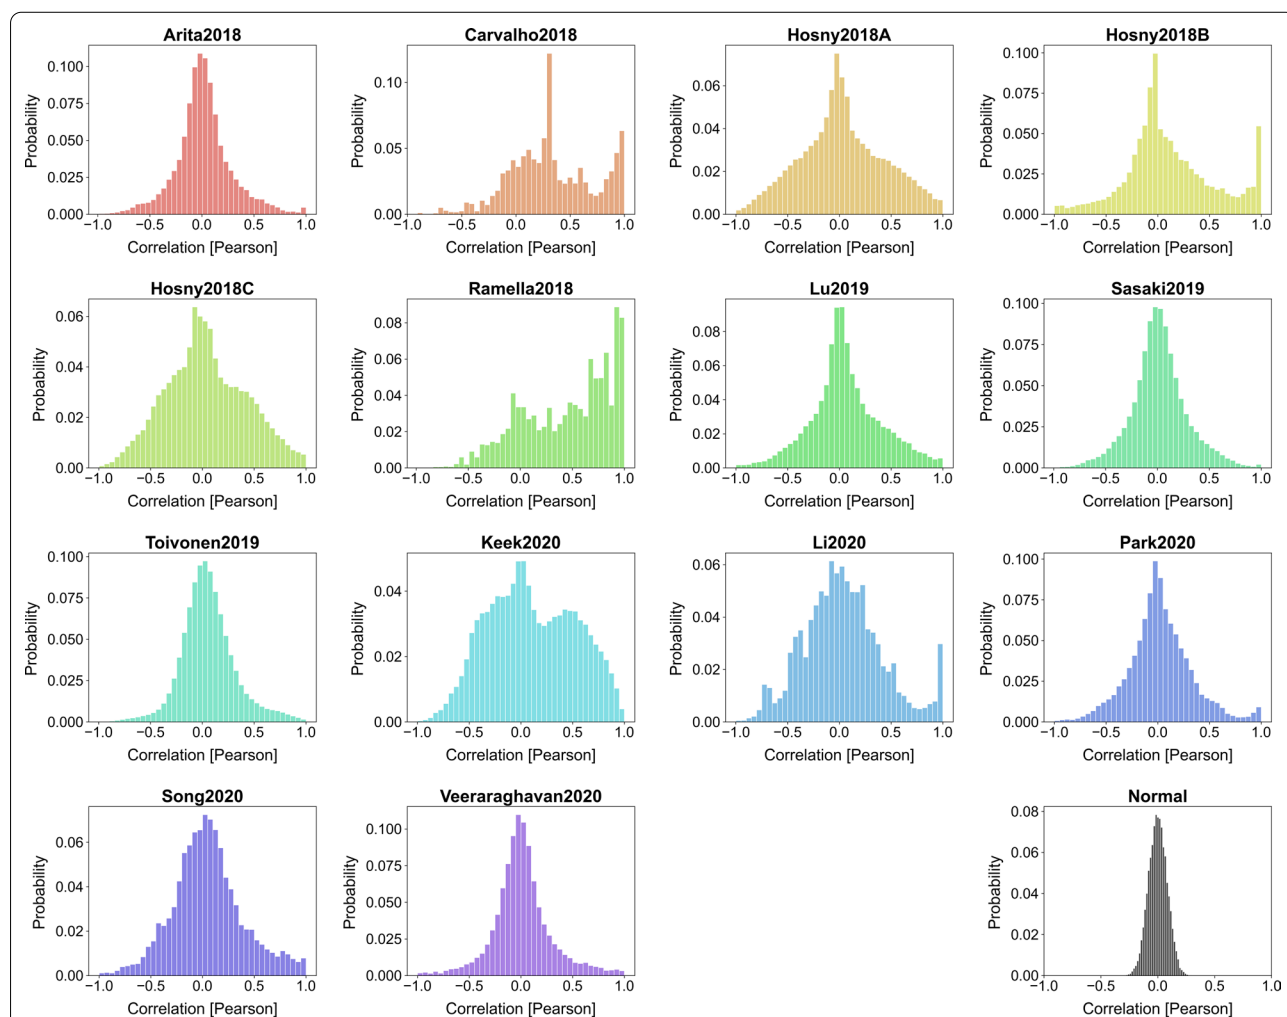 Arita2018
Probability
0.100
0.075
0.050
0.025
0.000
−1.0 −0.5 0.0 0.5 1.0
Correlation [Pearson]
Carvalho2018
Probability
0.10
0.05
0.00
−1.0 −0.5 0.0 0.5 1.0
Correlation [Pearson]
Hosny2018A
Probability
0.06
0.04
0.02
0.00
−1.0 −0.5 0.0 0.5 1.0
Correlation [Pearson]
Hosny2018B
Probability
0.100
0.075
0.050
0.025
0.000
−1.0 −0.5 0.0 0.5 1.0
Correlation [Pearson]
Hosny2018C
Probability
0.06
0.04
0.02
0.00
−1.0 −0.5 0.0 0.5 1.0
Correlation [Pearson]
Ramella2018
Probability
0.08
0.06
0.04
0.02
0.00
−1.0 −0.5 0.0 0.5 1.0
Correlation [Pearson]
Lu2019
Probability
0.08
0.06
0.04
0.02
0.00
−1.0 −0.5 0.0 0.5 1.0
Correlation [Pearson]
Sasaki2019
Probability
0.100
0.075
0.050
0.025
0.000
−1.0 −0.5 0.0 0.5 1.0
Correlation [Pearson]
Toivonen2019
Probability
0.100
0.075
0.050
0.025
0.000
−1.0 −0.5 0.0 0.5 1.0
Correlation [Pearson]
Keek2020
Probability
0.04
0.02
0.00
−1.0 −0.5 0.0 0.5 1.0
Correlation [Pearson]
Li2020
Probability
0.06
0.04
0.02
0.00
−1.0 −0.5 0.0 0.5 1.0
Correlation [Pearson]
Park2020
Probability
0.100
0.075
0.050
0.025
0.000
−1.0 −0.5 0.0 0.5 1.0
Correlation [Pearson]
Song2020
Probability
0.06
0.04
0.02
0.00
−1.0 −0.5 0.0 0.5 1.0
Correlation [Pearson]
Veeraraghavan2020
Probability
0.100
0.075
0.050
0.025
0.000
−1.0 −0.5 0.0 0.5 1.0
Correlation [Pearson]
Normal
Probability
0.08
0.06
0.04
0.02
0.00
−1.0 −0.5 0.0 0.5 1.0
Correlation [Pearson]